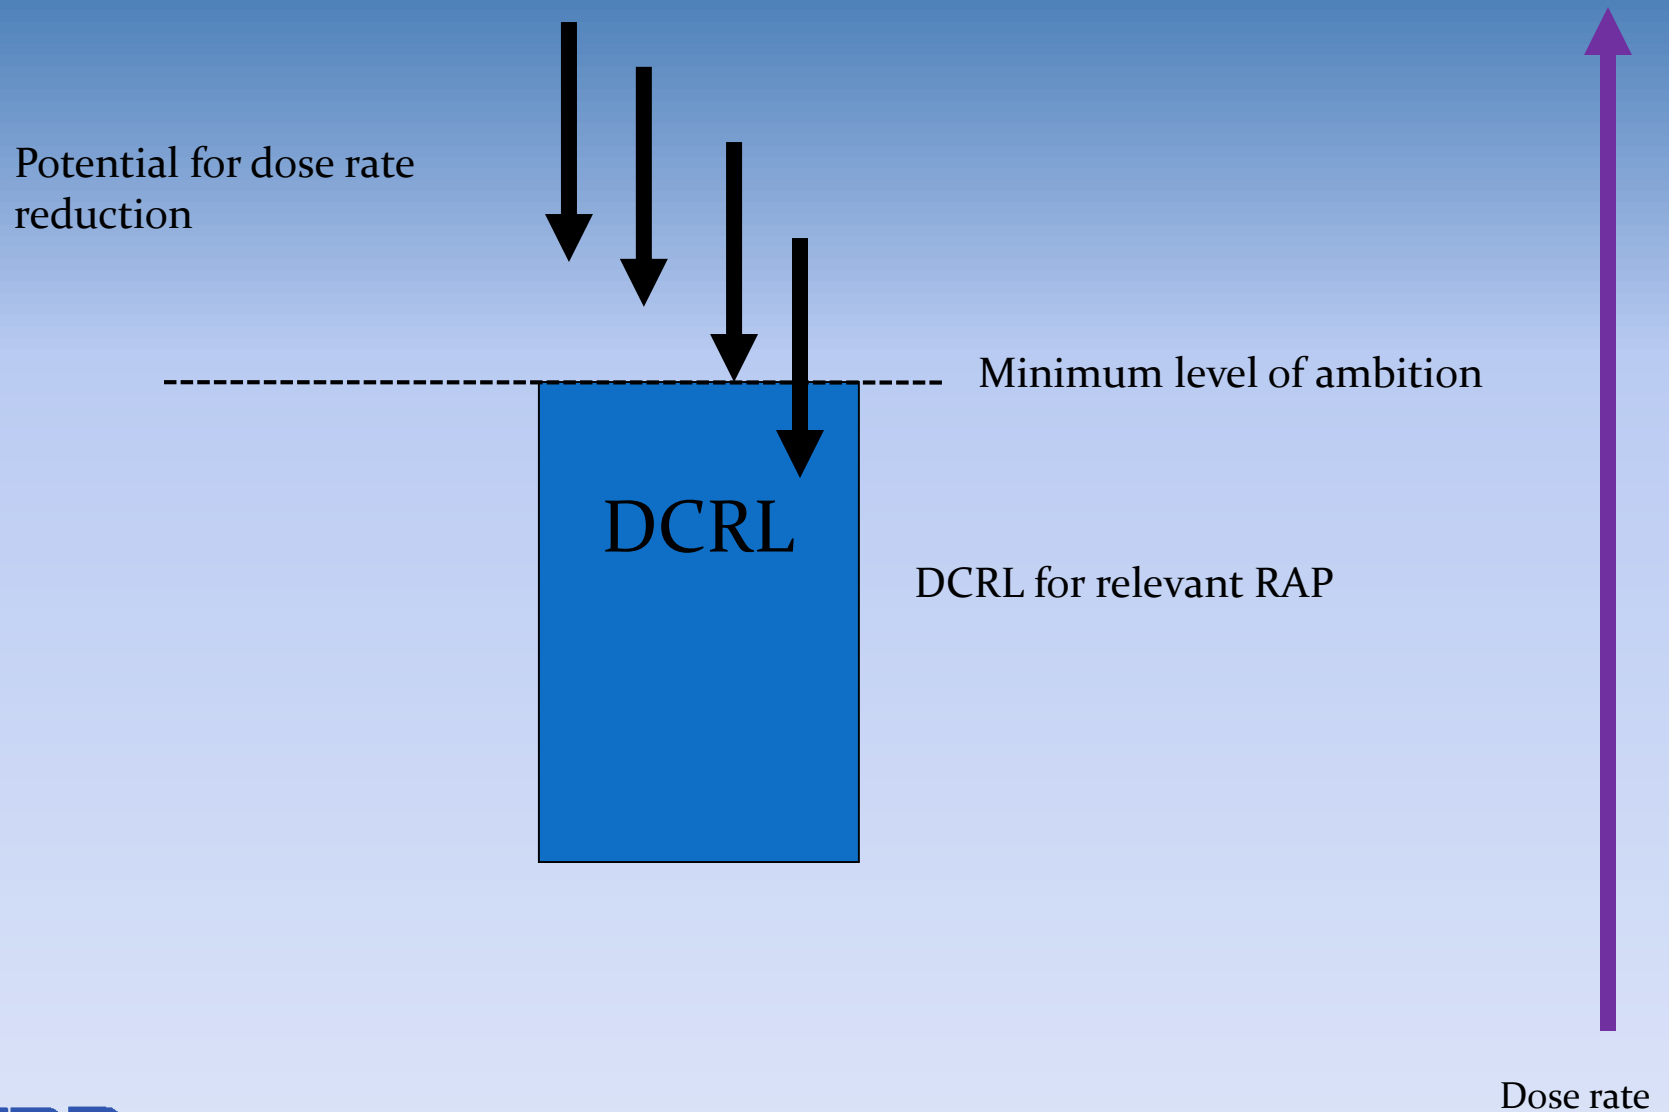 Potential for dose rate
reduction
Minimum level of ambition
DCRL
DCRL for relevant RAP
Dose rate